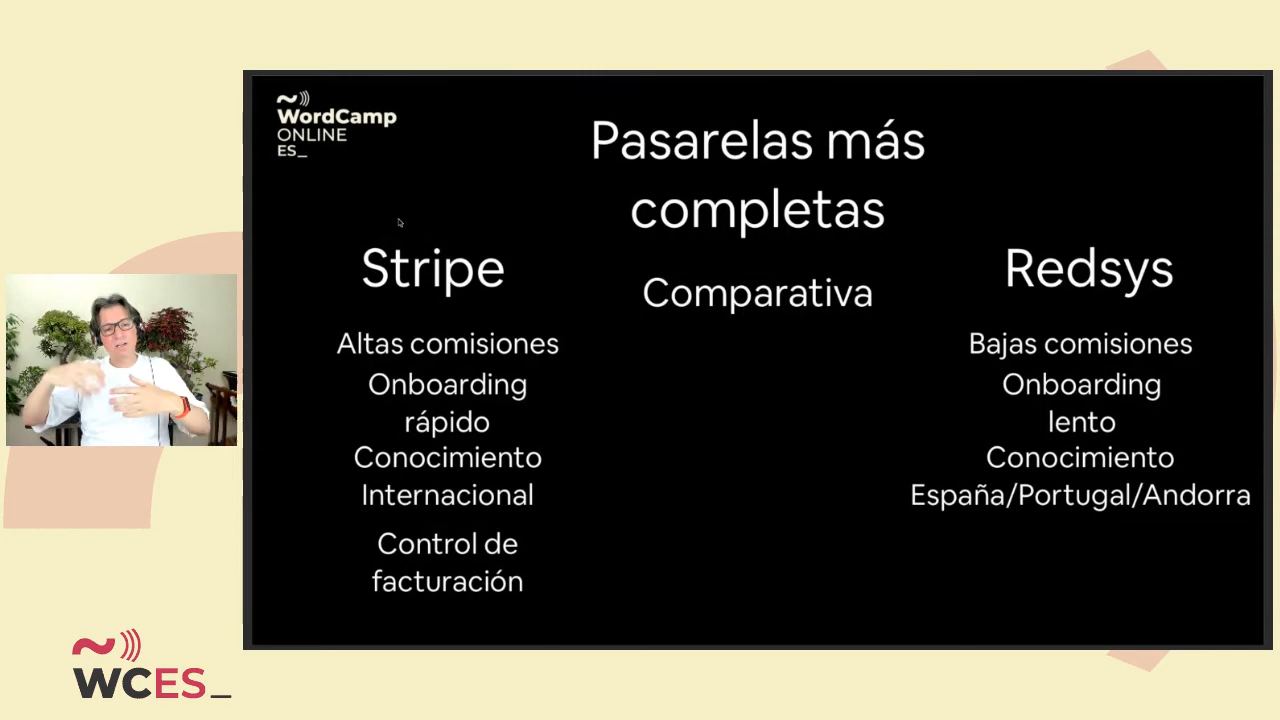 WordCamp
ONLINE
ES_
Pasarelas más
completas
Comparativa
Stripe
Altas comisiones
Onboarding
rápido
Conocimiento
Internacional
Control de
facturación
Redsys
Bajas comisiones
Onboarding
lento
Conocimiento
España/Portugal/Andorra
WCES_